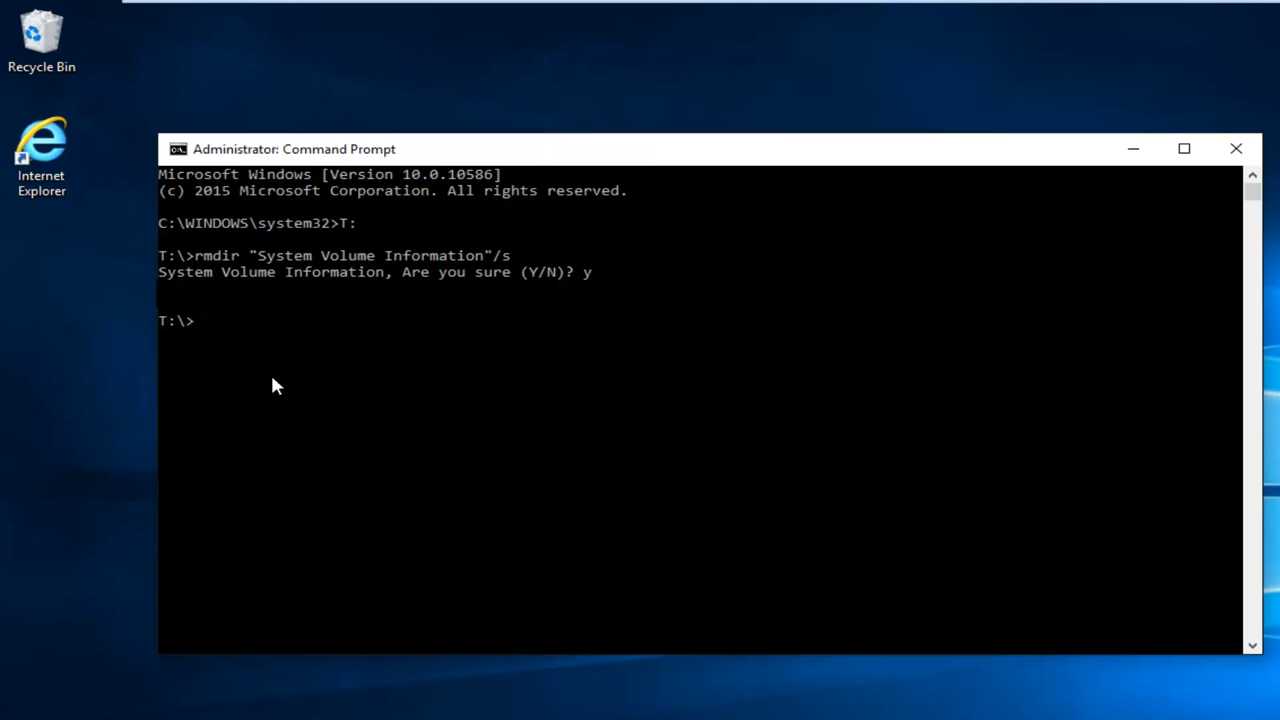 Recycle Bin
Internet
Explorer
Administrator: Command Prompt
Microsoft Windows [Version 10.0.10586]
(c) 2015 Microsoft Corporation. All rights reserved.
C:\WINDOWS\system32>T:
T:\>rmdir "System Volume Information"/s
System Volume Information, Are you sure (Y/N)? y
T:\>